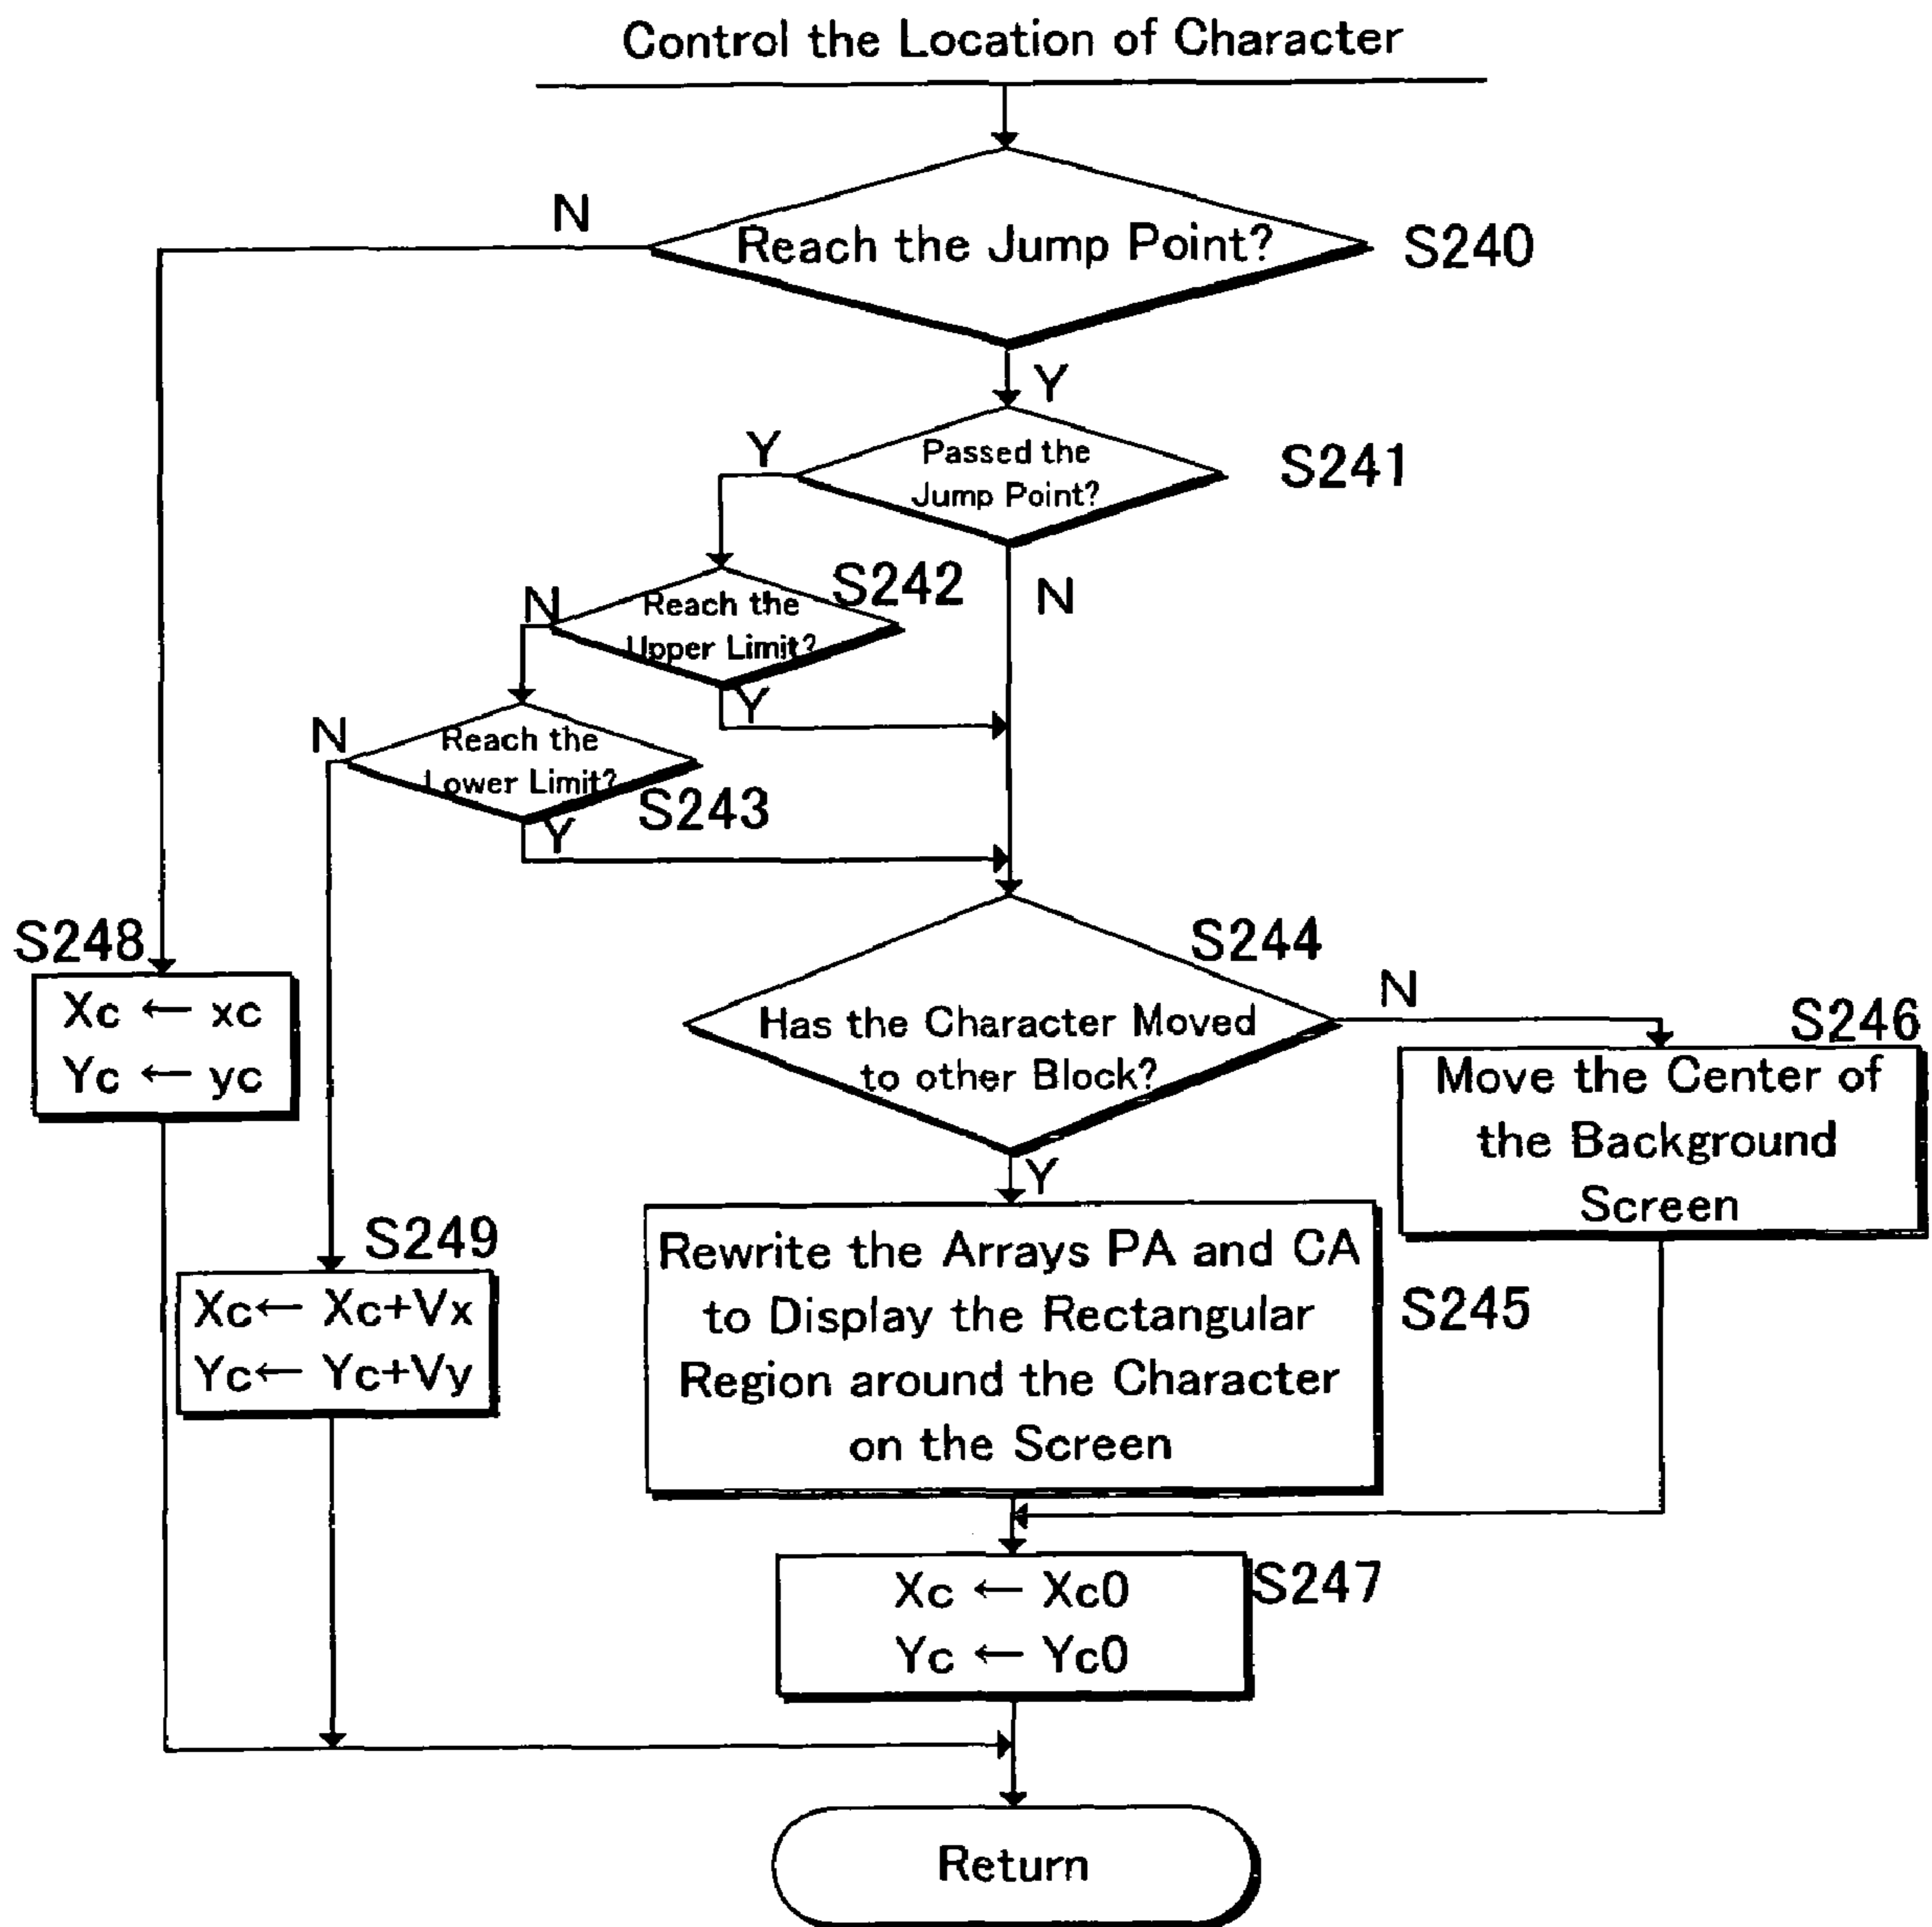 Control the Location of Character
N
Reach the Jump Point?
S240
Y
Y
Passed the
Jump Point?
S241
N
S242
N
Reach the
Upper Limit?
Y
N
Reach the
Lower Limit?
S243
Y
S248
Xc ← xc
Yc ← yc
S244
N
Has the Character Moved
to other Block?
Y
S246
Move the Center of
the Background
Screen
S249
Xc← Xc+Vx
Yc← Yc+Vy
Rewrite the Arrays PA and CA
to Display the Rectangular
Region around the Character
on the Screen
S245
Xc ← Xc0
Yc ← Yc0
S247
Return